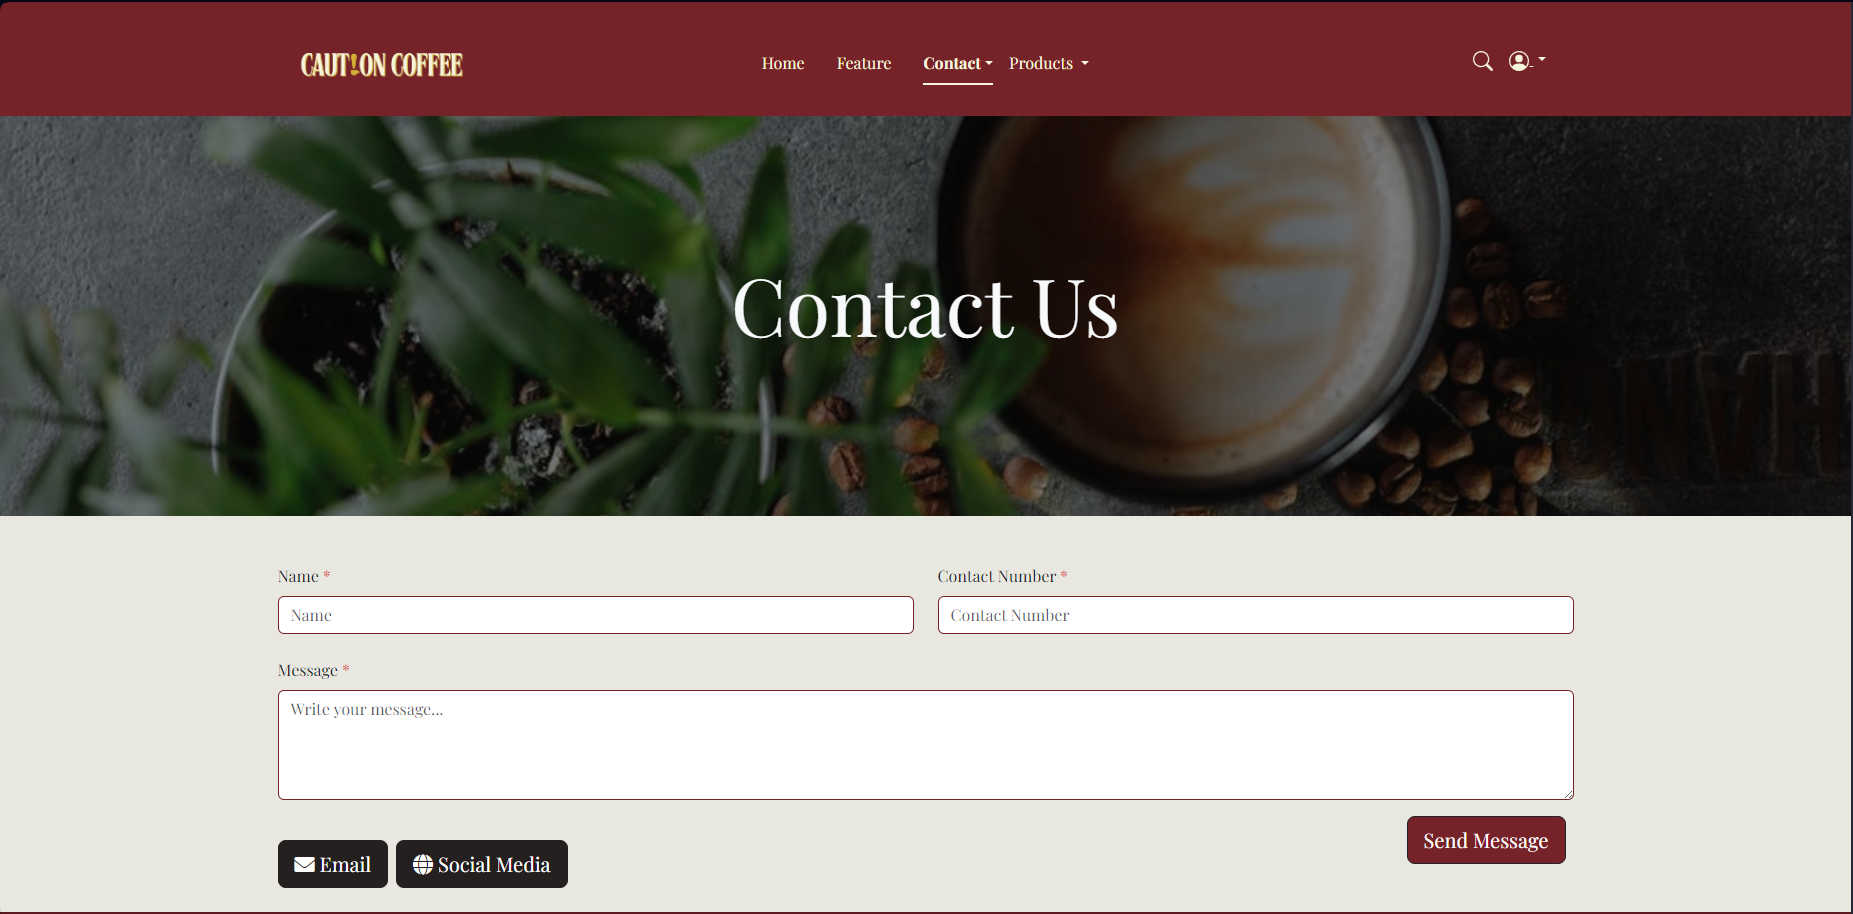 CAUT!ON COFFEE
Home Feature Contact Products
Contact Us
Name * Contact Number *
Name Contact Number
Message *
Write your message...
Send Message
Email Social Media